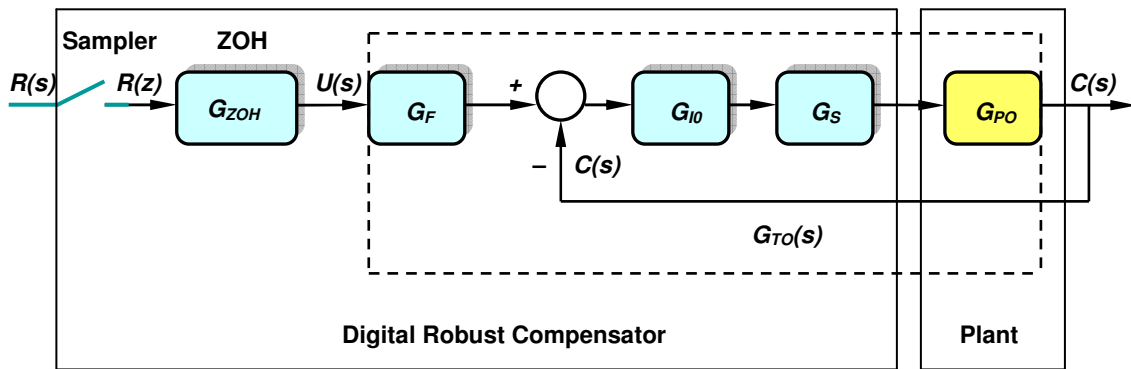 Sampler
ZOH
R(s)
R(z)
G_ZOH
U(s)
G_F
+
−
C(s)
G_I0
G_S
G_PO
C(s)
G_TO(s)
Digital Robust Compensator
Plant